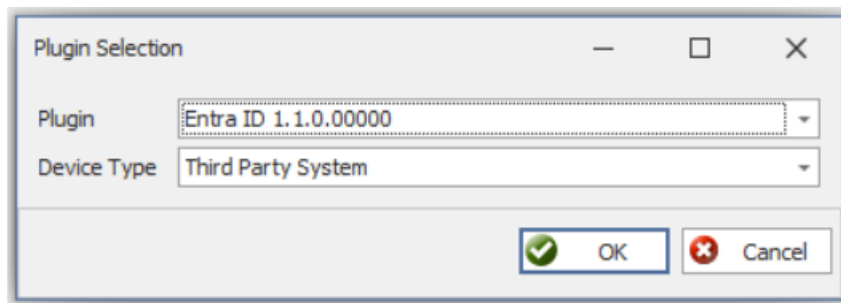 Plugin Selection
Plugin Entra ID 1.1.0.00000
Device Type Third Party System
OK Cancel